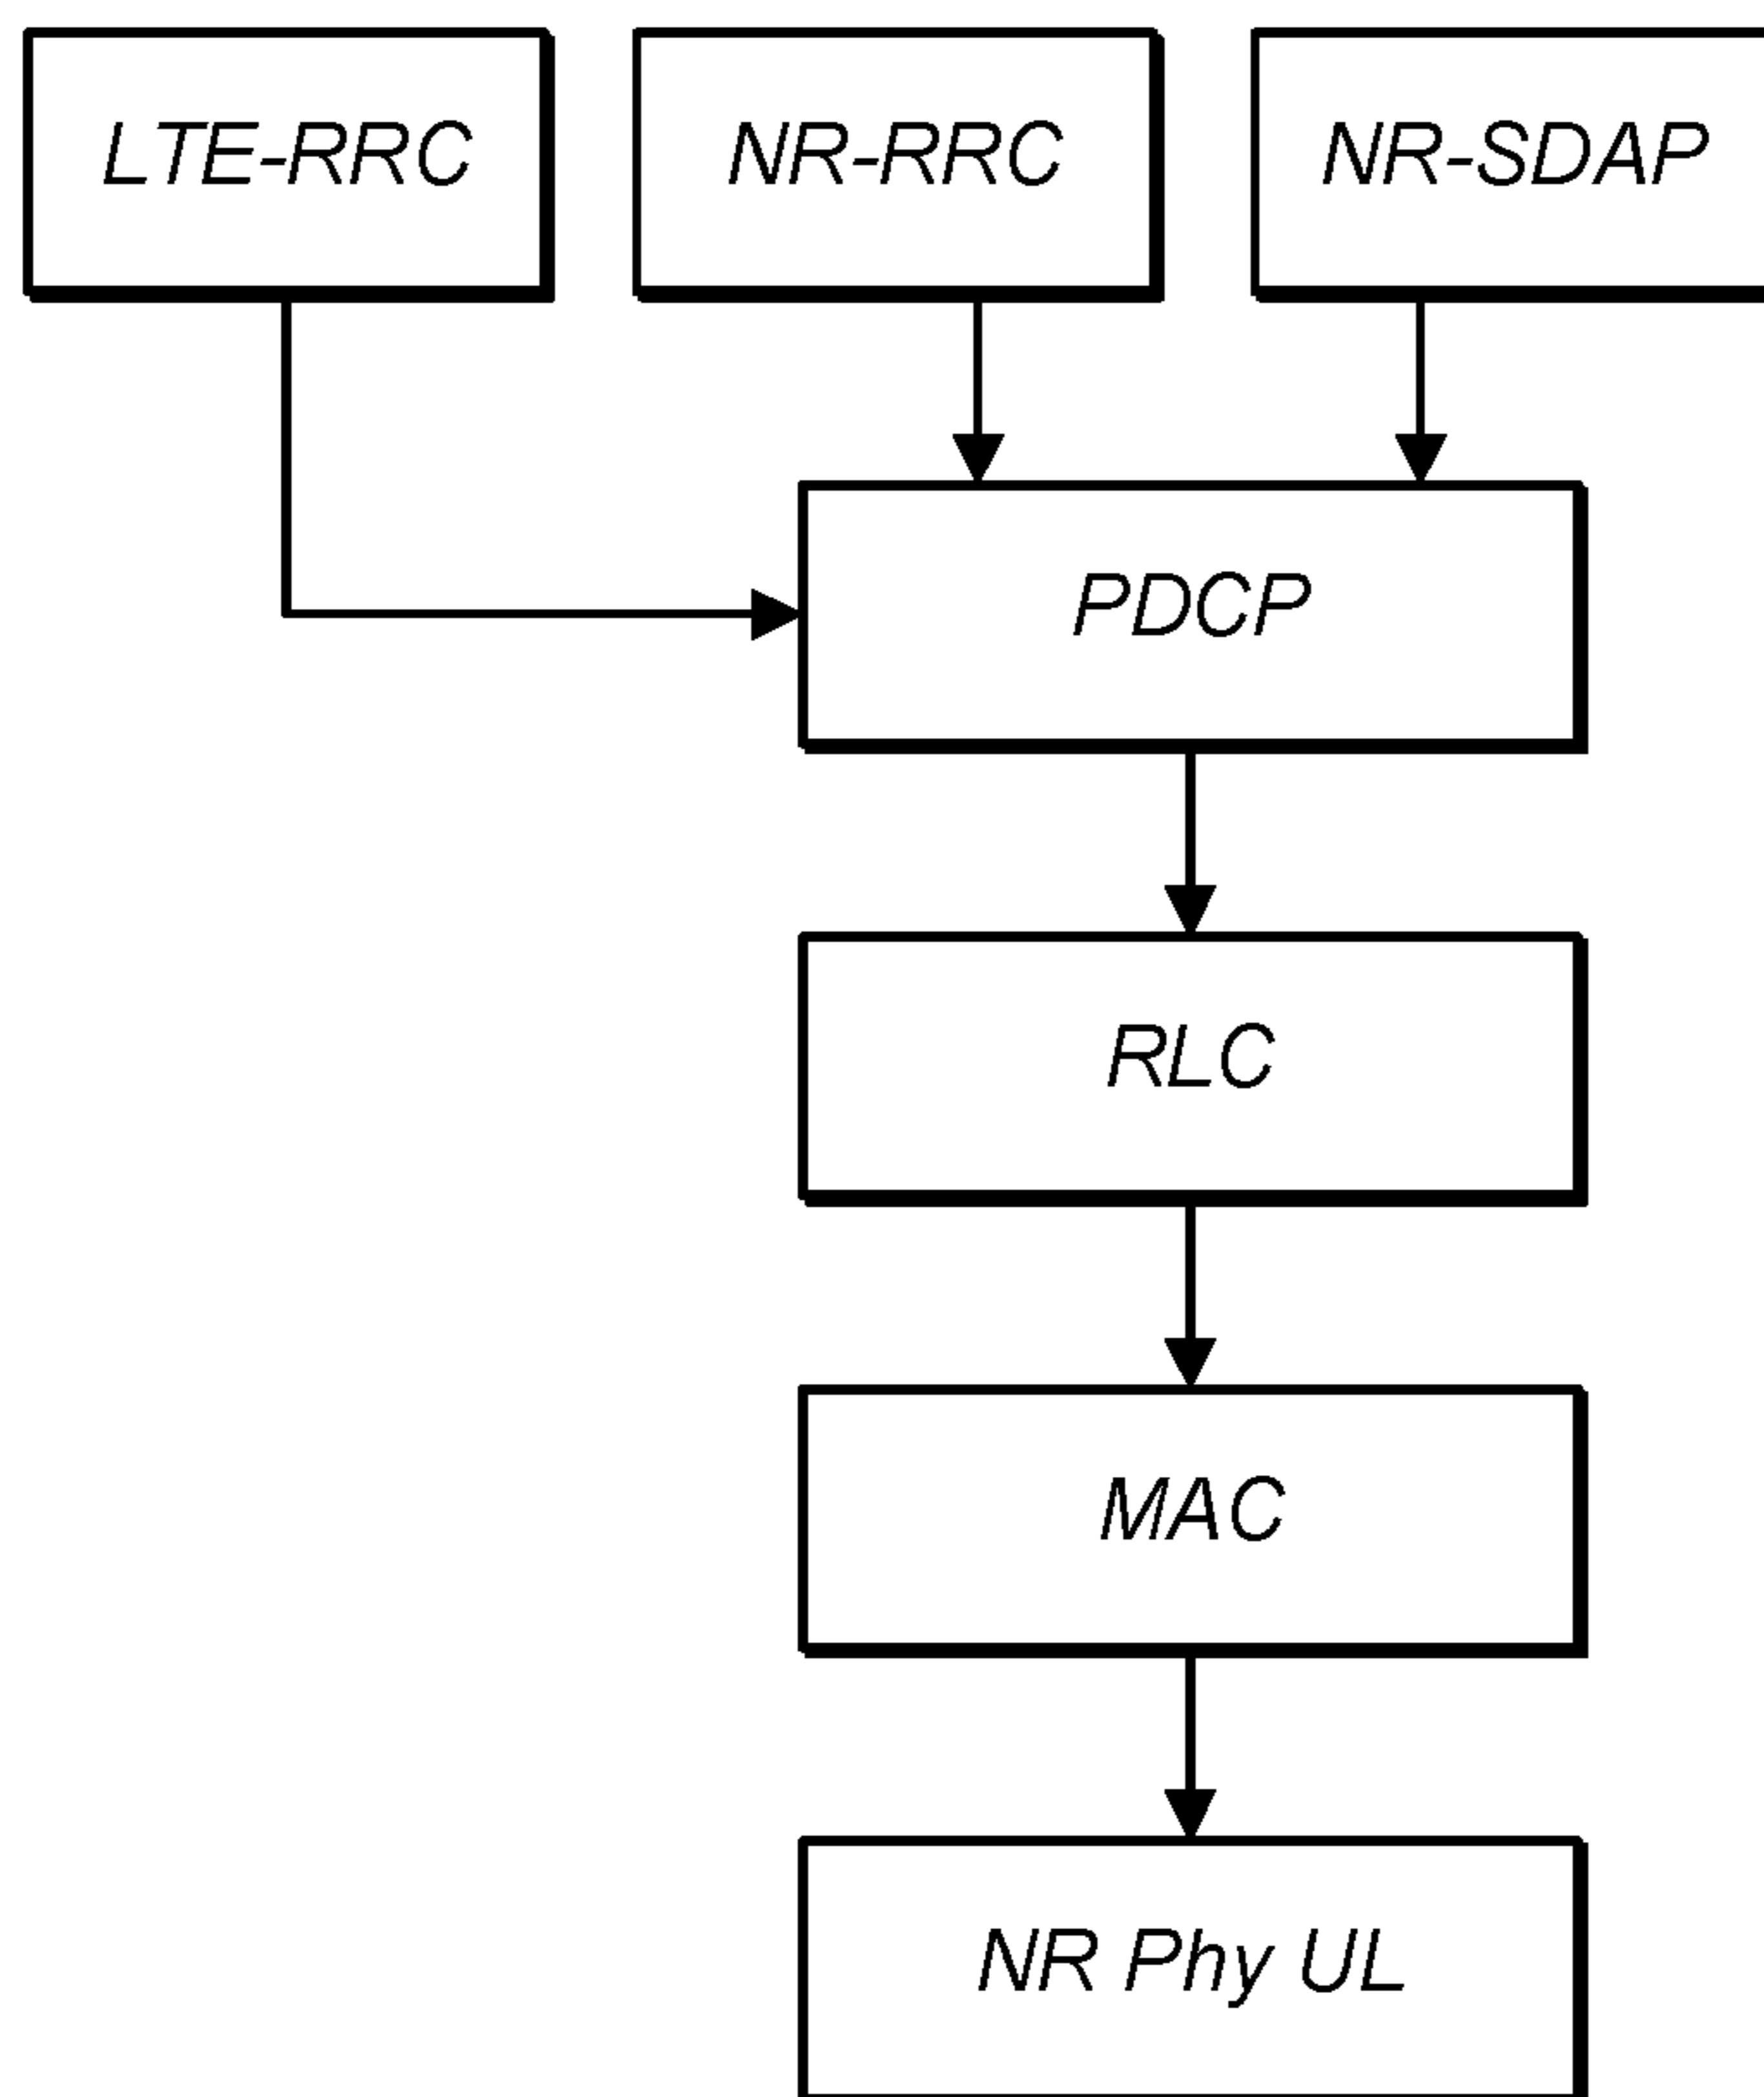 LTE-RRC
NR-RRC
NR-SDAP
PDCP
RLC
MAC
NR Phy UL